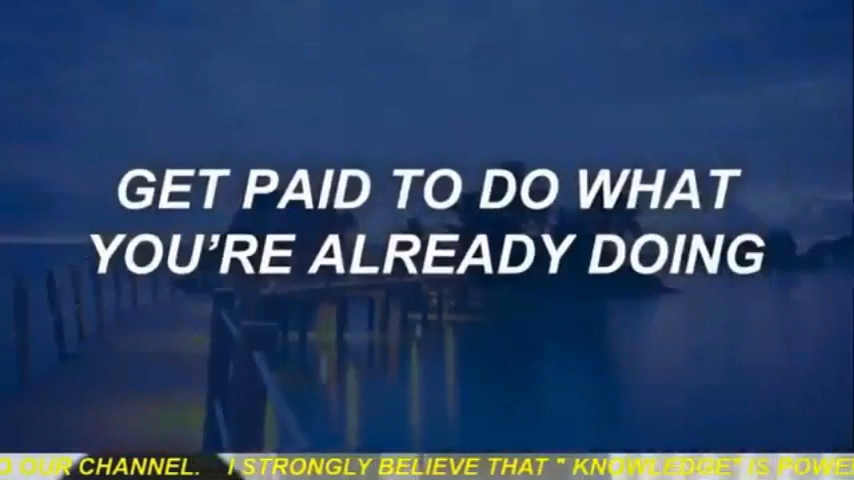 GET PAID TO DO WHAT
YOU'RE ALREADY DOING
OUR CHANNEL. I STRONGLY BELIEVE THAT " KNOWLEDGE" IS